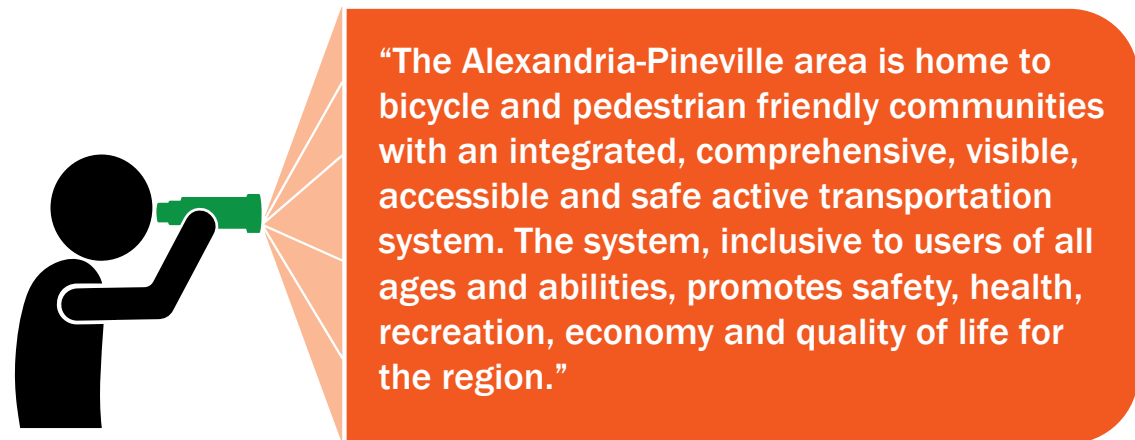 “The Alexandria-Pineville area is home to
bicycle and pedestrian friendly communities
with an integrated, comprehensive, visible,
accessible and safe active transportation
system. The system, inclusive to users of all
ages and abilities, promotes safety, health,
recreation, economy and quality of life for
the region.”